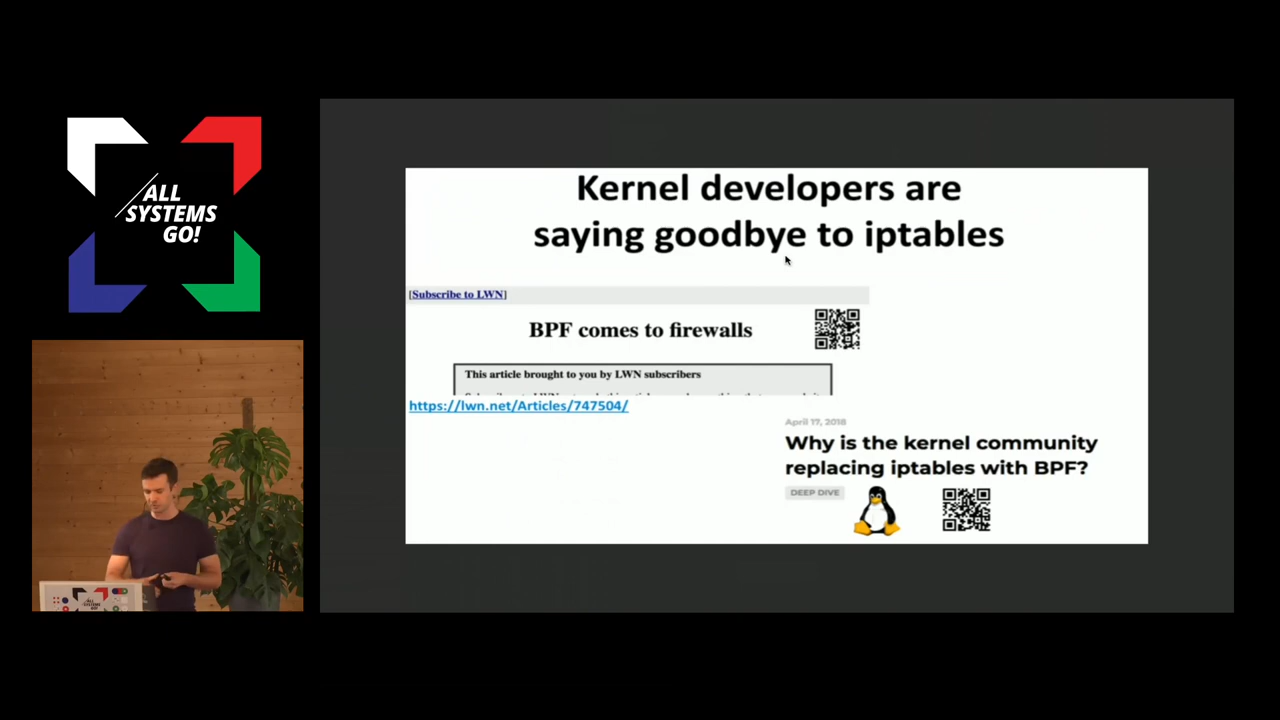 ALL
SYSTEMS
GO!
Kernel developers are
saying goodbye to iptables
[Subscribe to LWN]
BPF comes to firewalls
This article brought to you by LWN subscribers
https://lwn.net/Articles/747504/
April 17, 2018
Why is the kernel community
replacing iptables with BPF?
DEEP DIVE